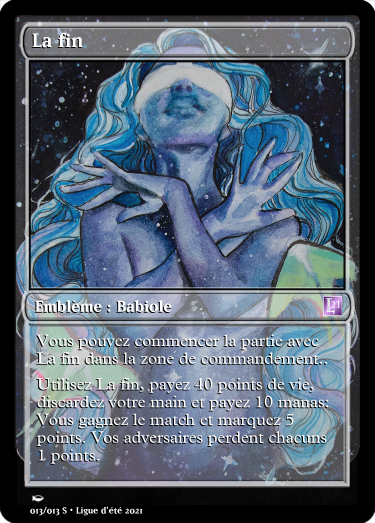 La fin
Emblème : Babiole
Vous pouvez commencer la partie avec
La fin dans la zone de commandement..
Utilisez La fin, payez 40 points de vie,
discardez votre main et payez 10 manas:
Vous gagnez le match et marquez 5
points. Vos adversaires perdent chacuns
1 points.
013/013 S • Ligue d'été 2021